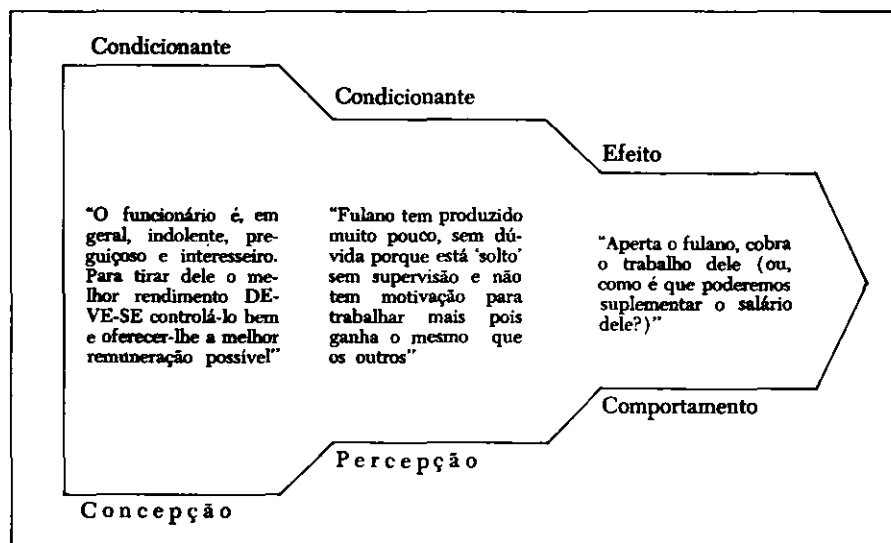 Condicionante
Condicionante
Efeito
"O funcionário é, em
geral, indolente, pre-
guiçoso e interesseiro.
Para tirar dele o me-
lhor rendimento DE-
VE-SE controlá-lo bem
e oferecer-lhe a melhor
remuneração possível"
"Fulano tem produzido
muito pouco, sem dú-
vida porque está 'solto'
sem supervisão e não
tem motivação para
trabalhar mais pois
ganha o mesmo que
os outros"
"Aperta o fulano, cobra
o trabalho dele (ou,
como é que poderemos
suplementar o salário
dele?)"
Comportamento
Percepção
Concepção